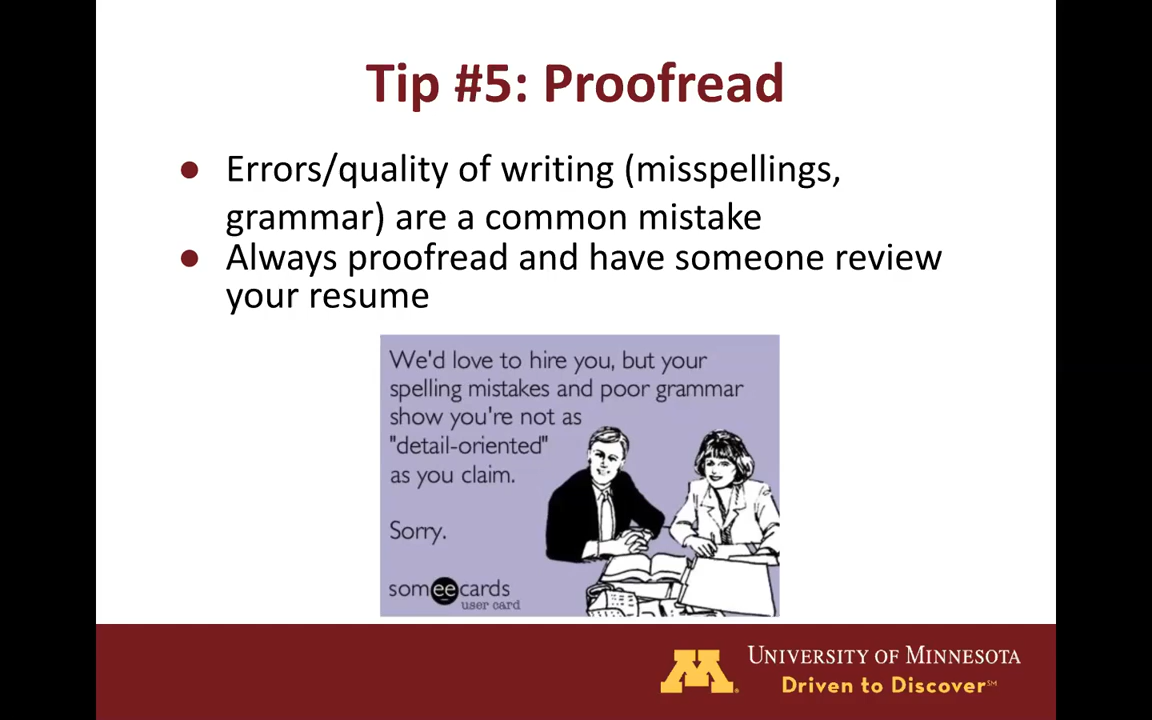 Tip #5: Proofread
● Errors/quality of writing (misspellings,
grammar) are a common mistake
● Always proofread and have someone review
your resume
We'd love to hire you, but your
spelling mistakes and poor grammar
show you're not as
"detail-oriented"
as you claim.
Sorry.
somee cards
user card
M
UNIVERSITY OF MINNESOTA
Driven to Discover℠